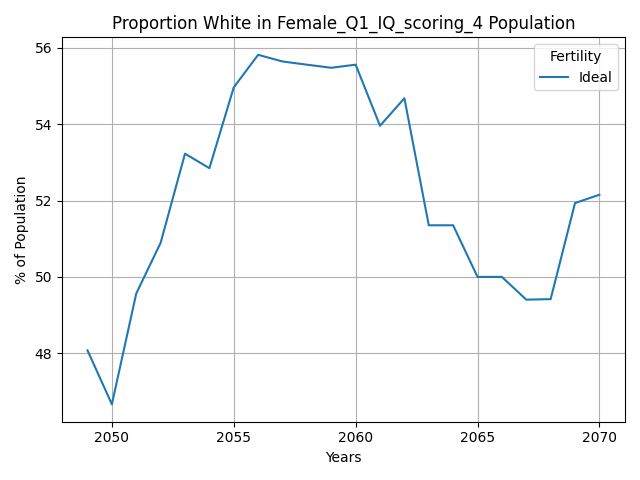 Proportion White in Female_Q1_IQ_scoring_4 Population
Fertility
Ideal
% of Population
56
54
52
50
48
2050 2055 2060 2065 2070
Years